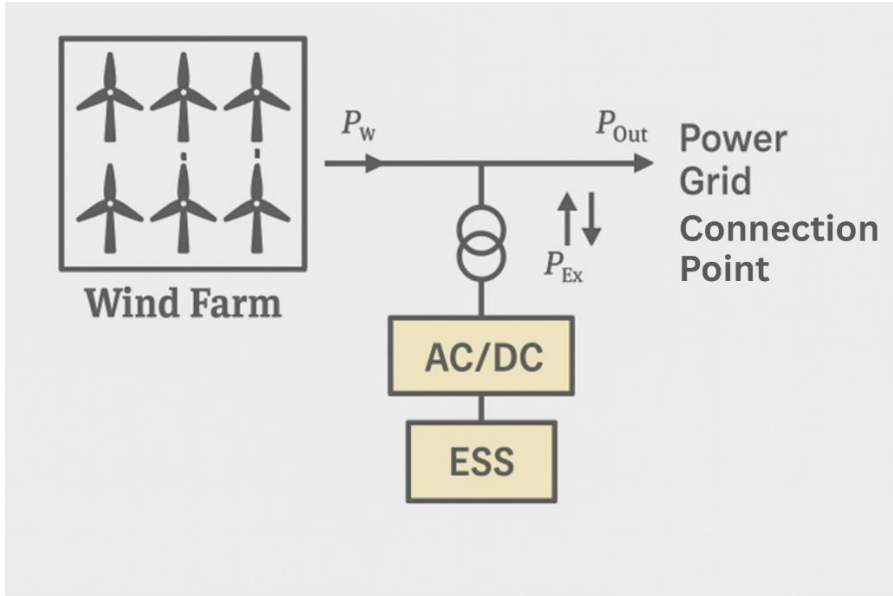 P_W
P_Out
Power
Grid
Connection
Point
P_Ex
Wind Farm
AC/DC
ESS